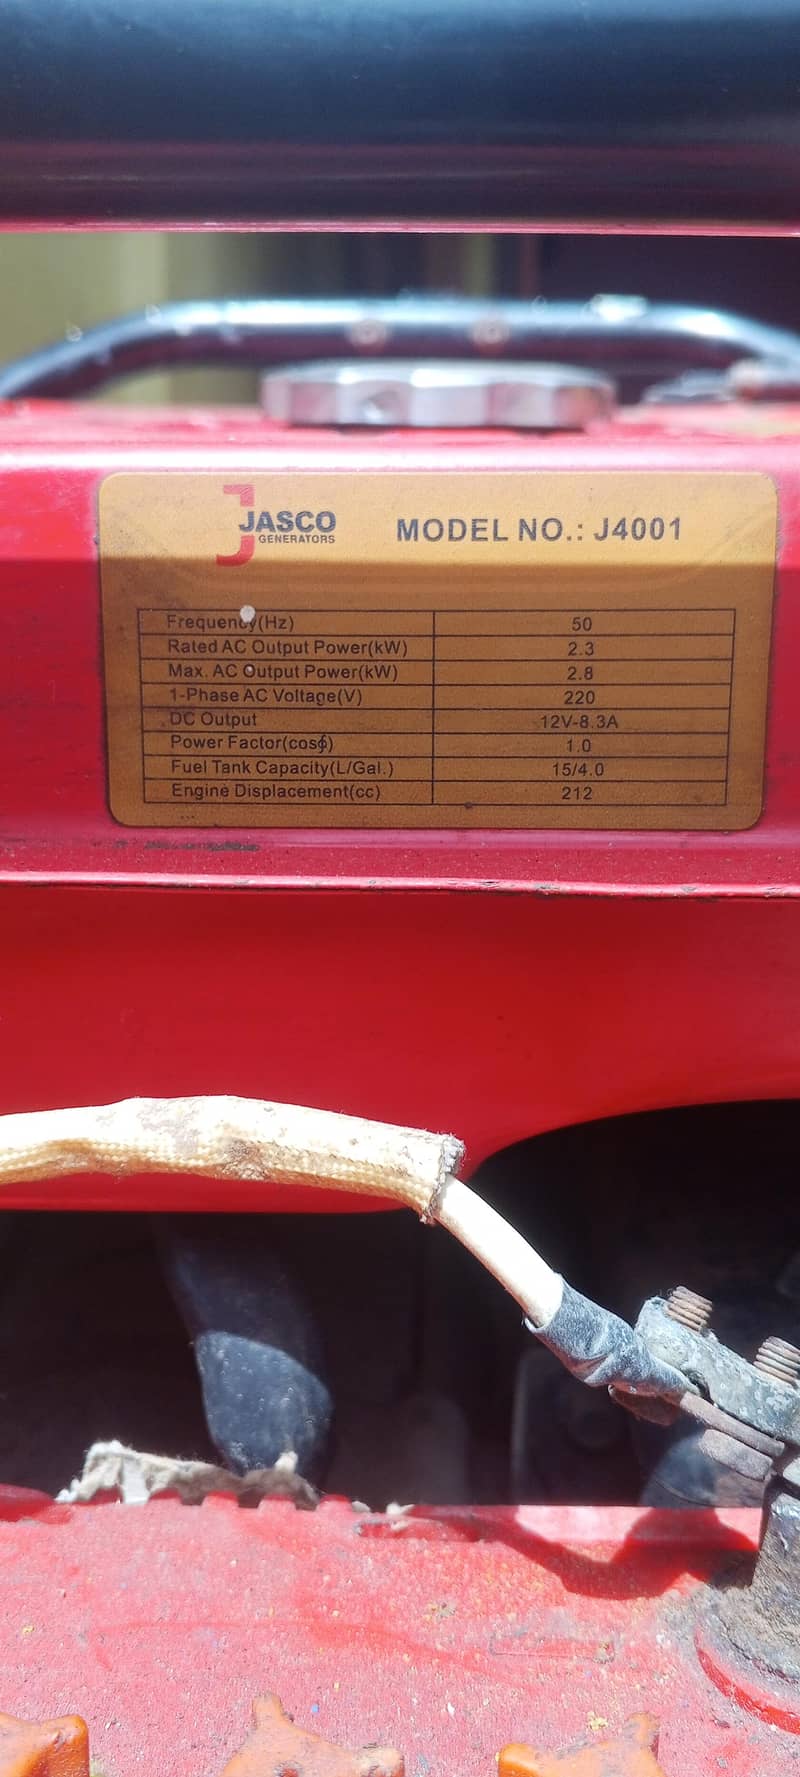 JASCO
GENERATORS
MODEL NO.: J4001
Frequency(Hz) 50
Rated AC Output Power(kW) 2.3
Max. AC Output Power(kW) 2.8
1-Phase AC Voltage(V) 220
DC Output 12V-8.3A
Power Factor(cosϕ) 1.0
Fuel Tank Capacity(L/Gal.) 15/4.0
Engine Displacement(cc) 212